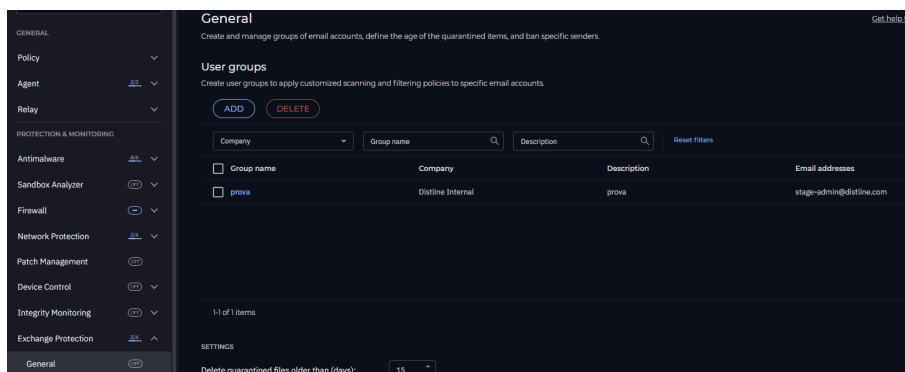 General
Get help
Create and manage groups of email accounts, define the age of the quarantined items, and ban specific senders.
GENERAL
Policy
Agent 2/3
Relay
PROTECTION & MONITORING
Antimalware 4/6
Sandbox Analyzer OFF
Firewall
Network Protection 2/4
Patch Management OFF
Device Control OFF
Integrity Monitoring OFF
Exchange Protection 2/4
General OFF
User groups
Create user groups to apply customized scanning and filtering policies to specific email accounts.
ADD DELETE
Company Group name Description Reset filters
Group name Company Description Email addresses
prova Distline Internal prova stage-admin@distline.com
1-1 of 1 items
SETTINGS
Delete quarantined files older than (days): 15